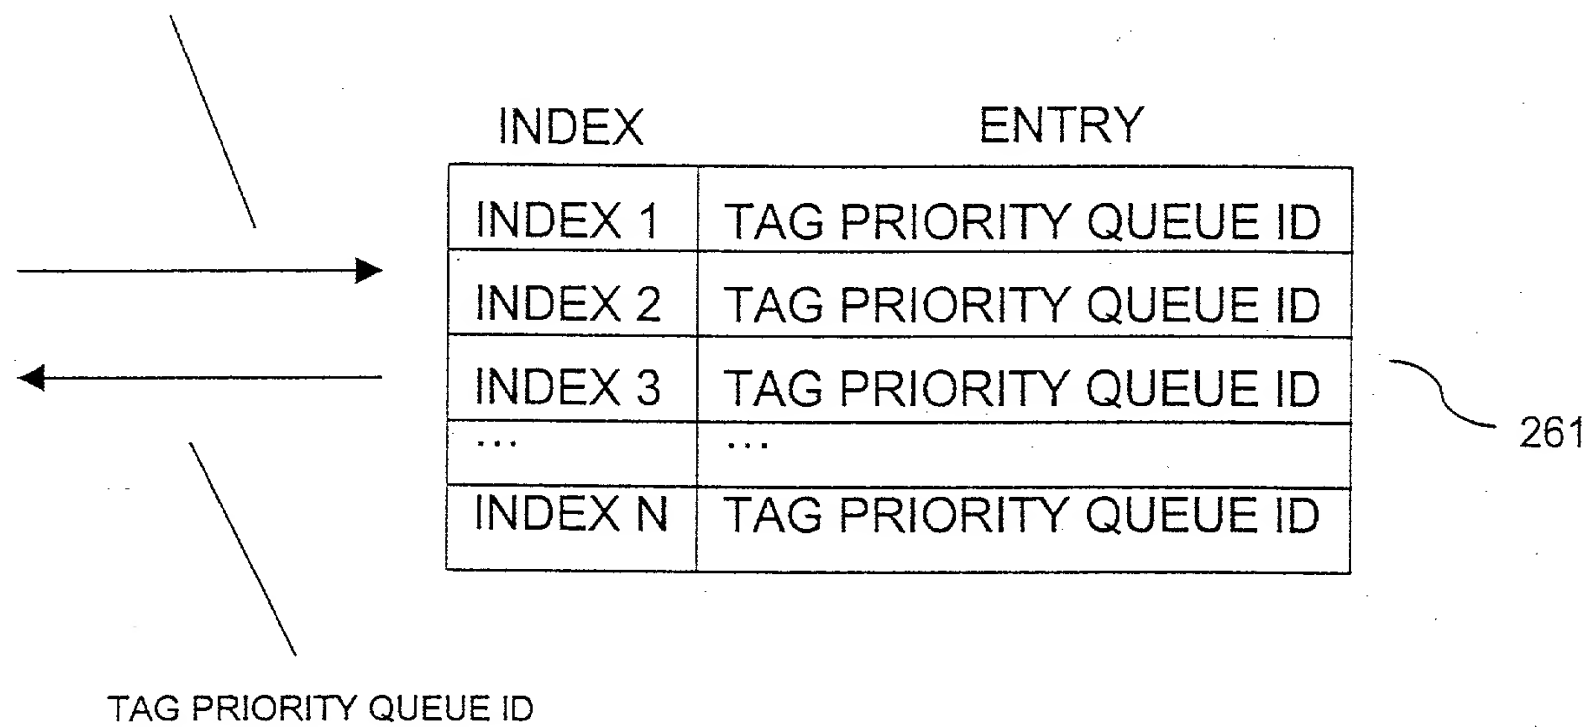 INDEX ENTRY
INDEX 1 TAG PRIORITY QUEUE ID
INDEX 2 TAG PRIORITY QUEUE ID
INDEX 3 TAG PRIORITY QUEUE ID
... ...
INDEX N TAG PRIORITY QUEUE ID
261
TAG PRIORITY QUEUE ID